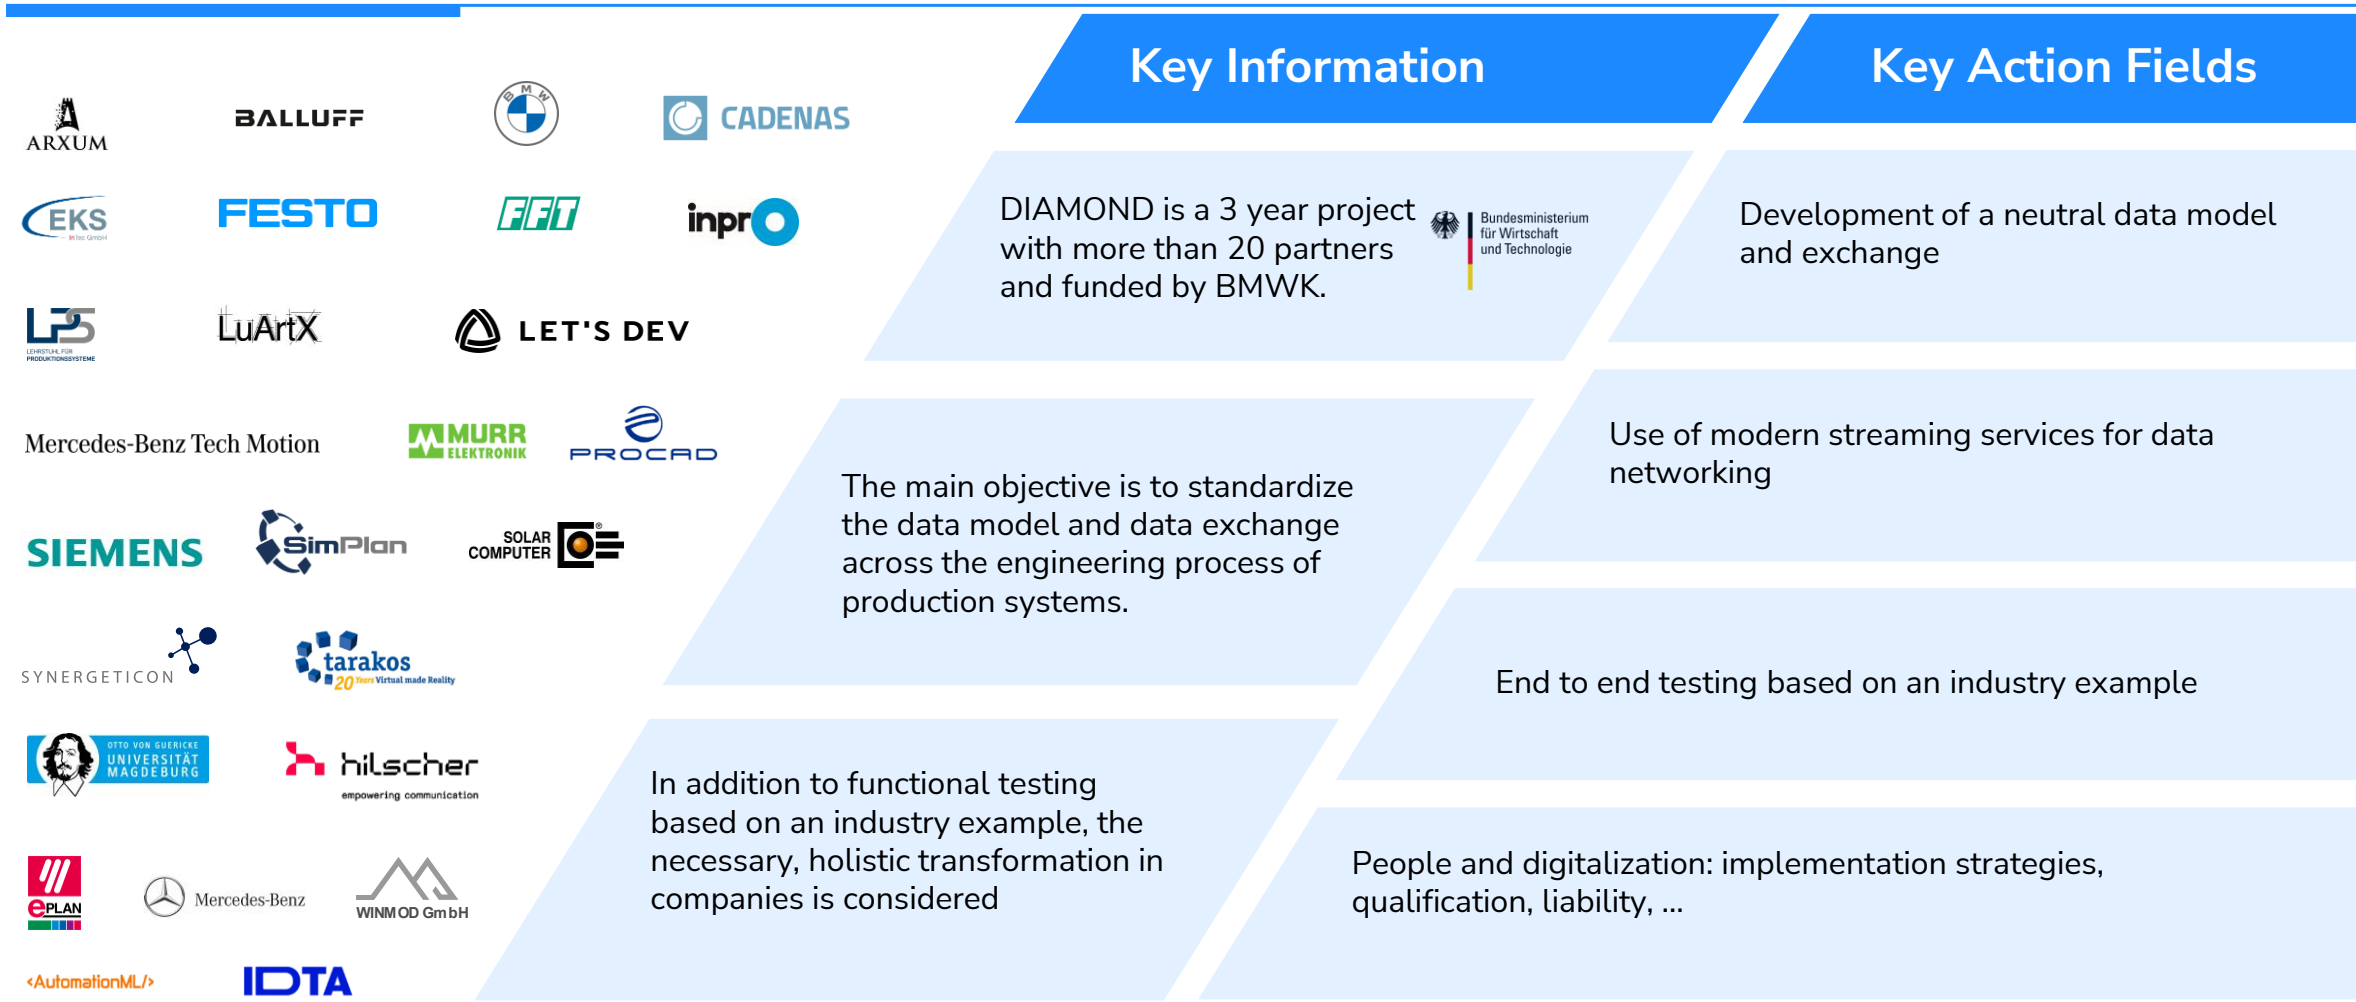 ARXUM
BALLUFF
BMW
CADENAS
EKS
InTec GmbH
FESTO
FFT
inpro
LPS
LEHRSTUHL FÜR
PRODUKTIONSSYSTEME
LuArtX
LET'S DEV
Mercedes-Benz Tech Motion
MURR
ELEKTRONIK
PROCAD
SIEMENS
SimPlan
SOLAR
COMPUTER
®
SYNERGETICON
tarakos
20 Years Virtual made Reality
OTTO VON GUERICKE
UNIVERSITÄT
MAGDEBURG
hilscher
empowering communication
ePLAN
Mercedes-Benz
WINMOD GmbH
<AutomationML/>
IDTA
Key Information
DIAMOND is a 3 year project
with more than 20 partners
and funded by BMWK.
Bundesministerium
für Wirtschaft
und Technologie
The main objective is to standardize
the data model and data exchange
across the engineering process of
production systems.
In addition to functional testing
based on an industry example, the
necessary, holistic transformation in
companies is considered
Key Action Fields
Development of a neutral data model
and exchange
Use of modern streaming services for data
networking
End to end testing based on an industry example
People and digitalization: implementation strategies,
qualification, liability, ...